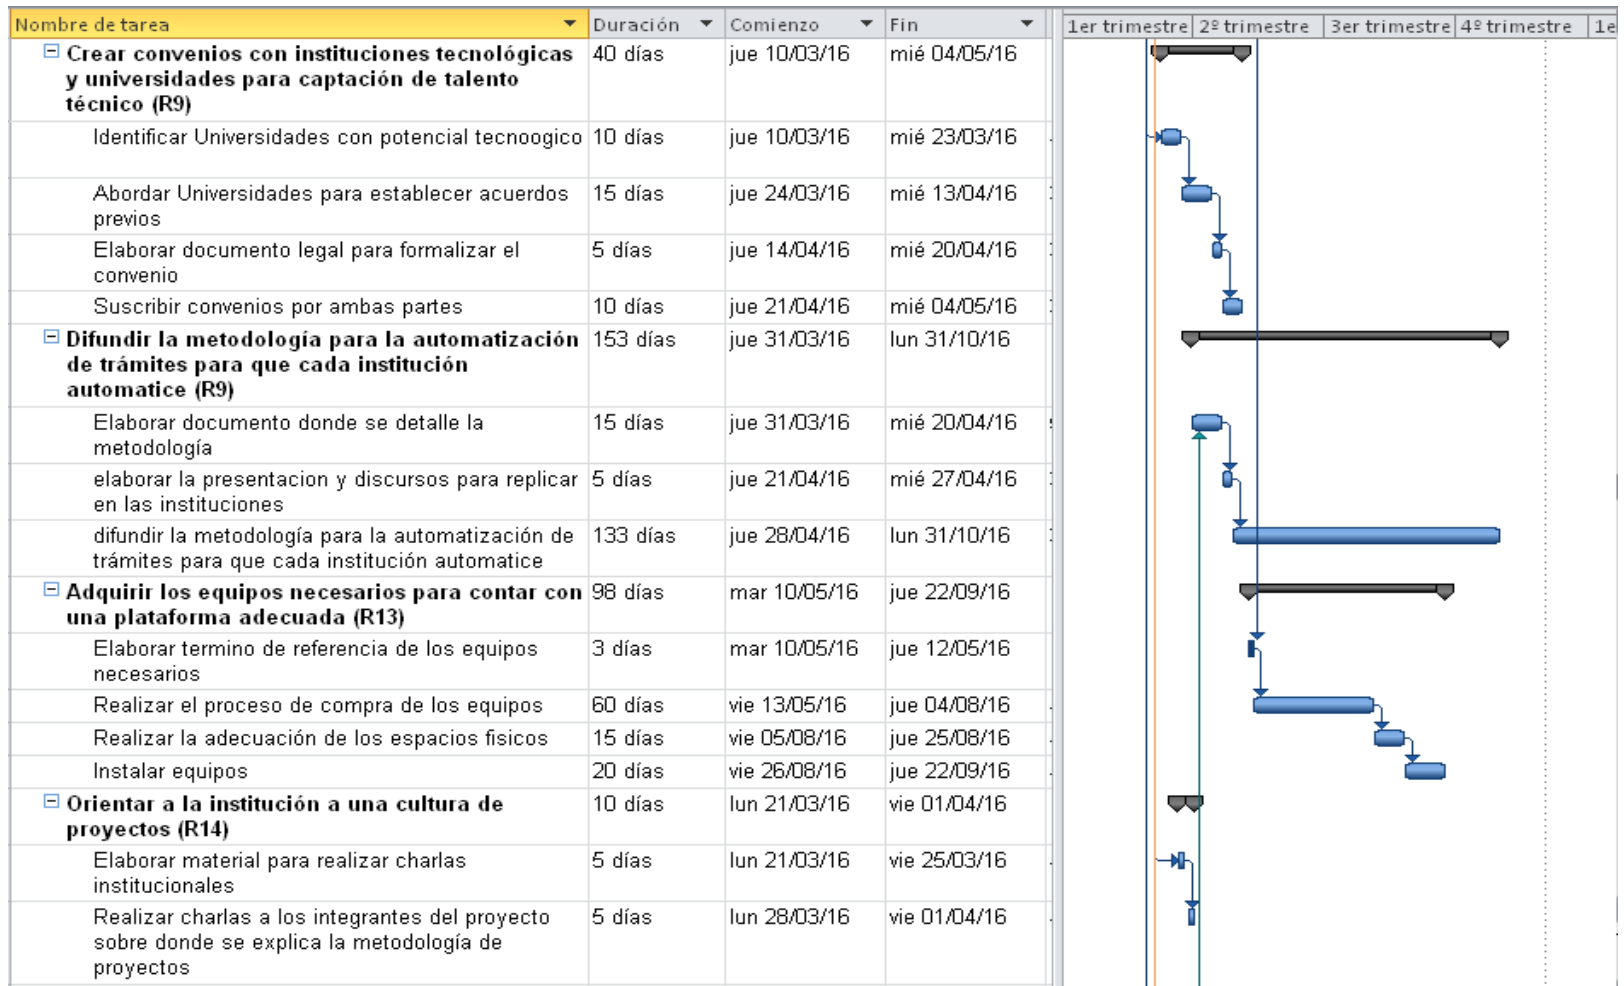 Nombre de tarea Duración Comienzo Fin 1er trimestre 2º trimestre 3er trimestre 4º trimestre 1e
Crear convenios con instituciones tecnológicas 40 días jue 10/03/16 mié 04/05/16
y universidades para captación de talento
técnico (R9)
Identificar Universidades con potencial tecnoogico 10 días jue 10/03/16 mié 23/03/16
Abordar Universidades para establecer acuerdos 15 días jue 24/03/16 mié 13/04/16
previos
Elaborar documento legal para formalizar el 5 días jue 14/04/16 mié 20/04/16
convenio
Suscribir convenios por ambas partes 10 días jue 21/04/16 mié 04/05/16
Difundir la metodología para la automatización 153 días jue 31/03/16 lun 31/10/16
de trámites para que cada institución
automatice (R9)
Elaborar documento donde se detalle la 15 días jue 31/03/16 mié 20/04/16
metodología
elaborar la presentacion y discursos para replicar 5 días jue 21/04/16 mié 27/04/16
en las instituciones
difundir la metodología para la automatización de 133 días jue 28/04/16 lun 31/10/16
trámites para que cada institución automatice
Adquirir los equipos necesarios para contar con 98 días mar 10/05/16 jue 22/09/16
una plataforma adecuada (R13)
Elaborar termino de referencia de los equipos 3 días mar 10/05/16 jue 12/05/16
necesarios
Realizar el proceso de compra de los equipos 60 días vie 13/05/16 jue 04/08/16
Realizar la adecuación de los espacios fisicos 15 días vie 05/08/16 jue 25/08/16
Instalar equipos 20 días vie 26/08/16 jue 22/09/16
Orientar a la institución a una cultura de 10 días lun 21/03/16 vie 01/04/16
proyectos (R14)
Elaborar material para realizar charlas 5 días lun 21/03/16 vie 25/03/16
institucionales
Realizar charlas a los integrantes del proyecto 5 días lun 28/03/16 vie 01/04/16
sobre donde se explica la metodología de
proyectos